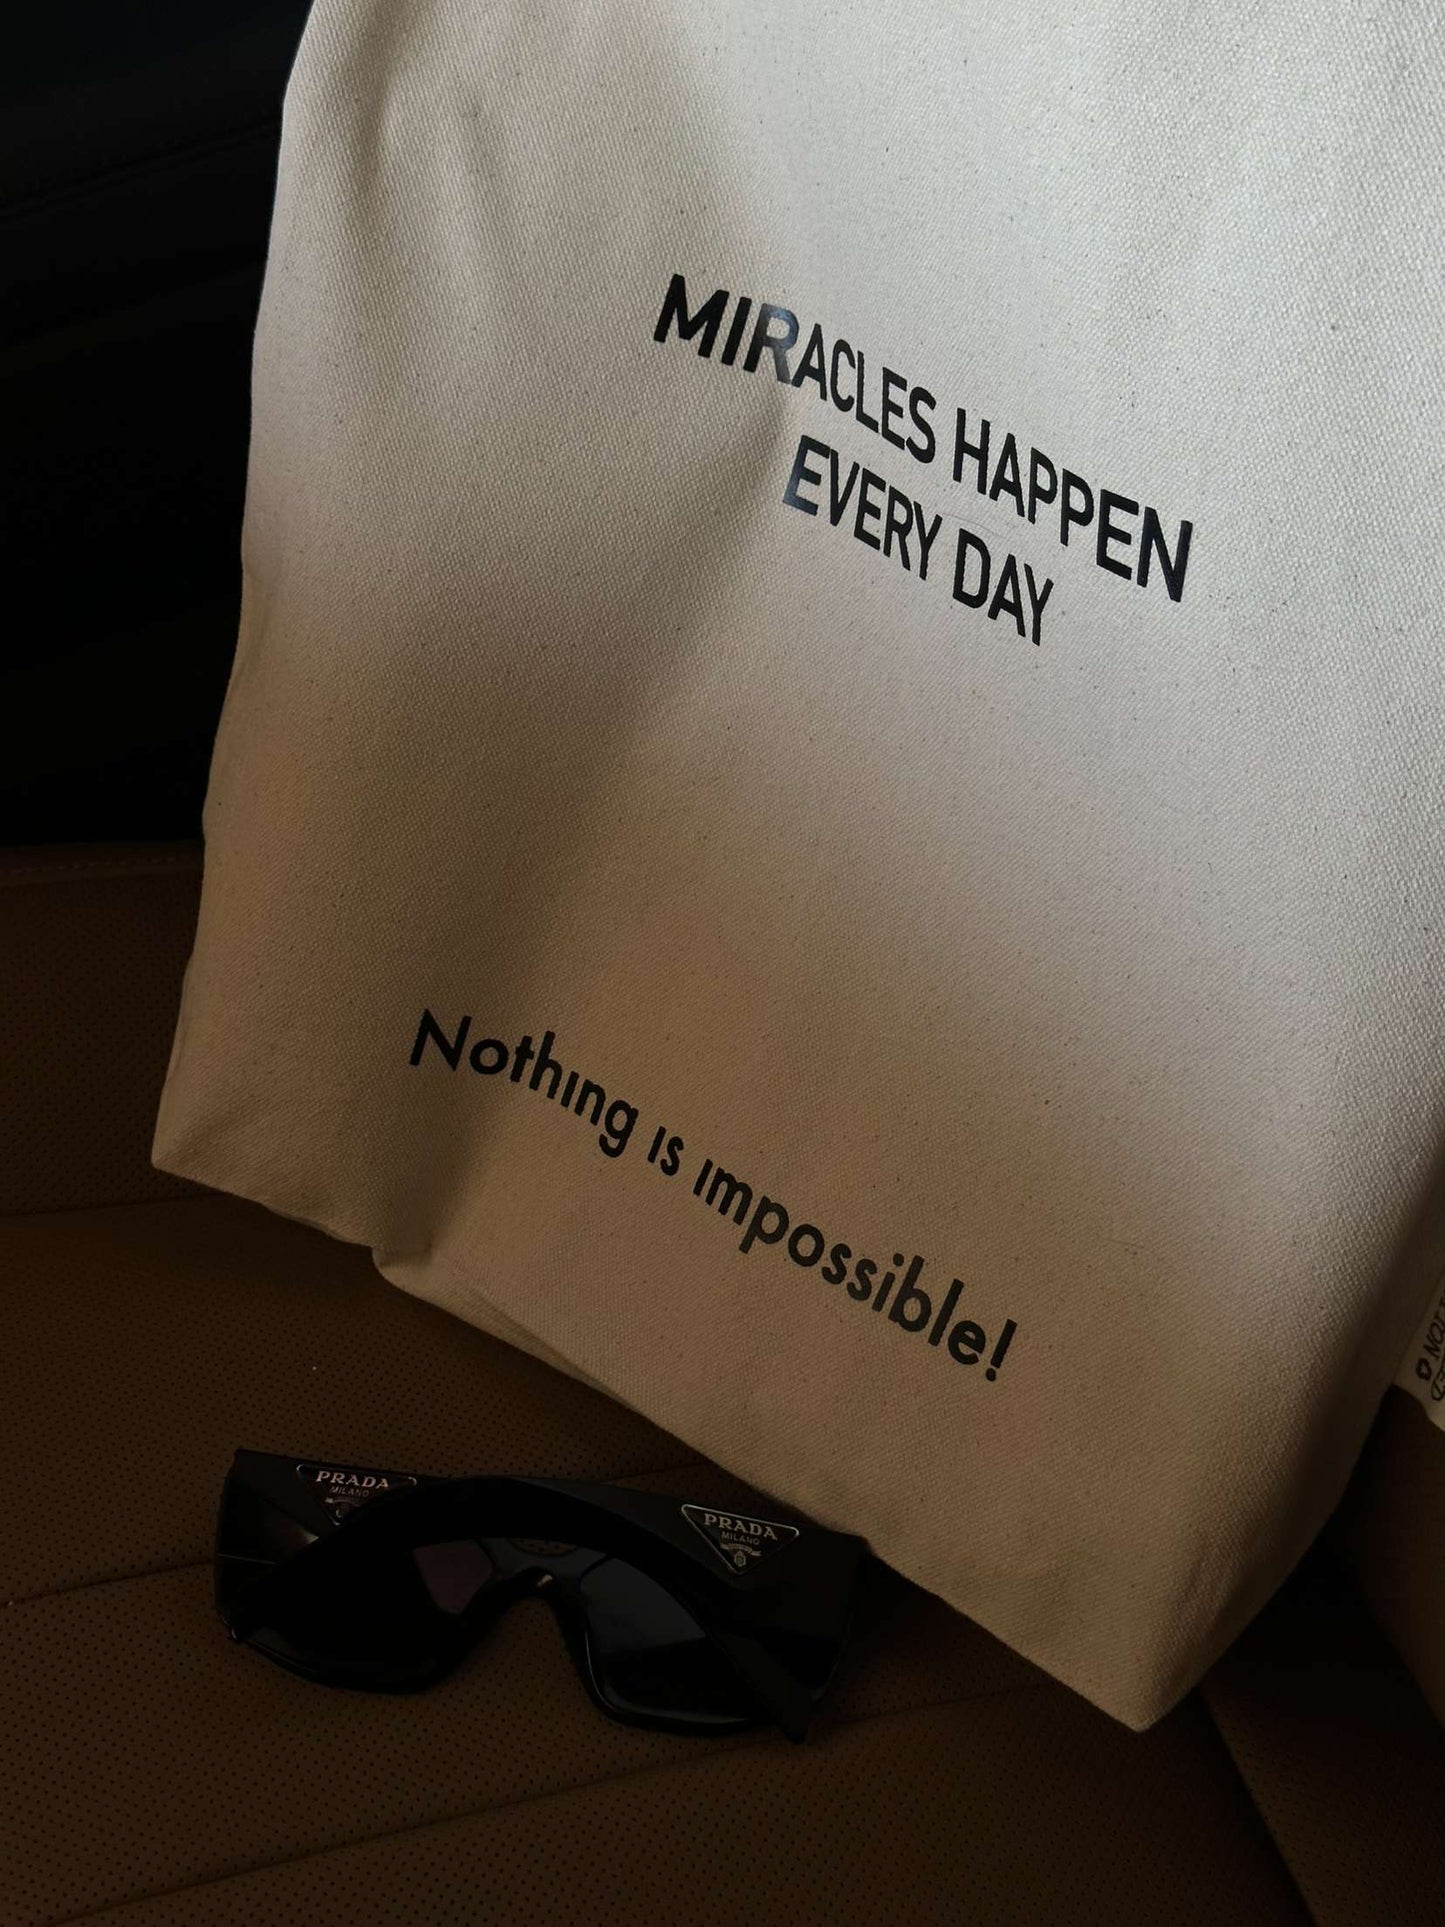 MIRACLES HAPPEN
EVERY DAY
Nothing is impossible!
PRADA
MILANO
PRADA
MILANO